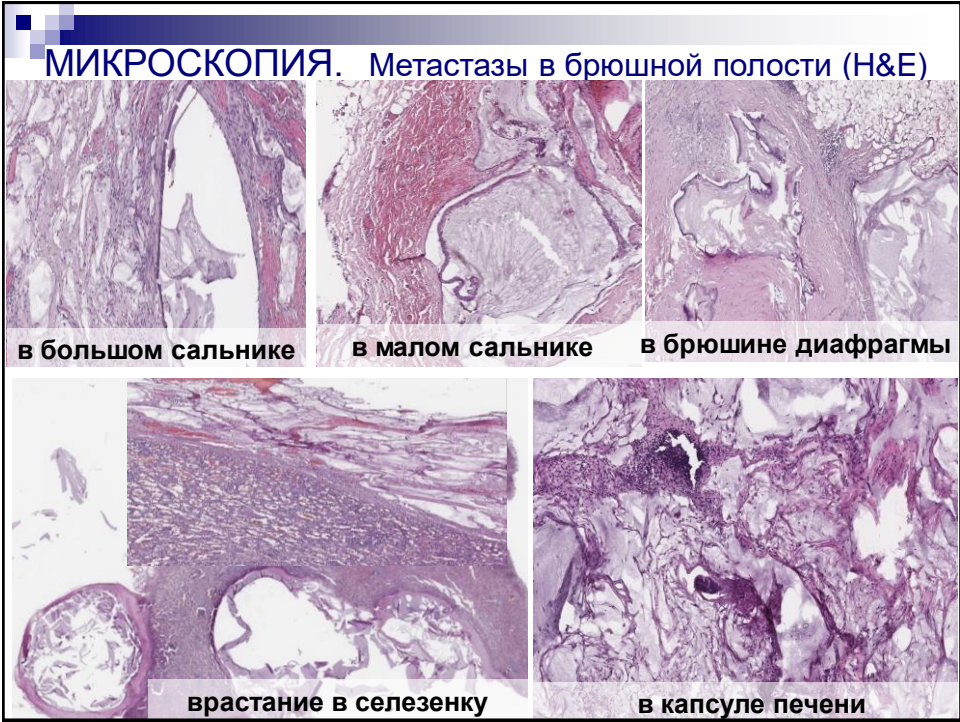 МИКРОСКОПИЯ. Метастазы в брюшной полости (H&E)
в большом сальнике
в малом сальнике
в брюшине диафрагмы
врастание в селезенку
в капсуле печени